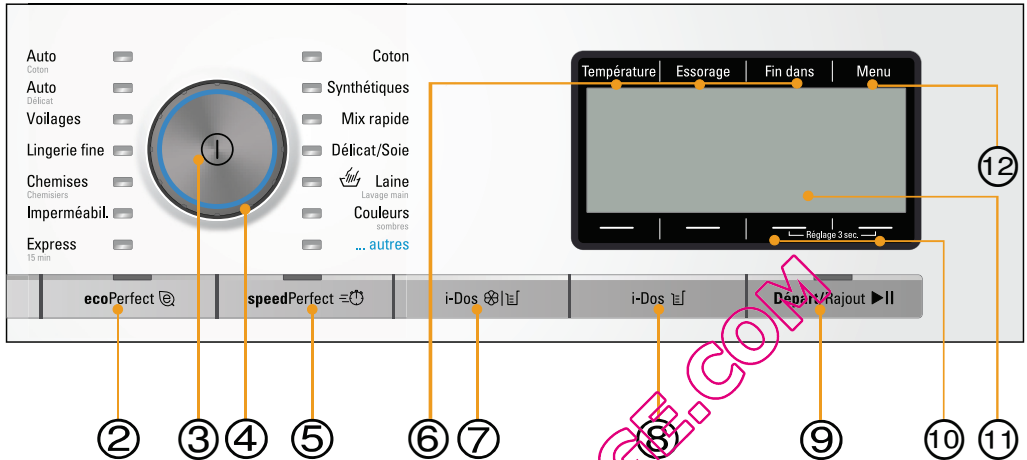 Auto
Coton
Auto
Délicat
Voilages
Lingerie fine
Chemises
Chemisiers
Imperméabil.
Express
15 min
Coton
Synthétiques
Mix rapide
Délicat/Soie
Laine
Lavage main
Couleurs
sombres
... autres
Température Essorage Fin dans Menu
Réglage 3 sec.
ecoPerfect
speedPerfect
i-Dos
i-Dos
Départ/Rajout
12
2 3 4 5 6 7 8 9 10 11
CE.COM